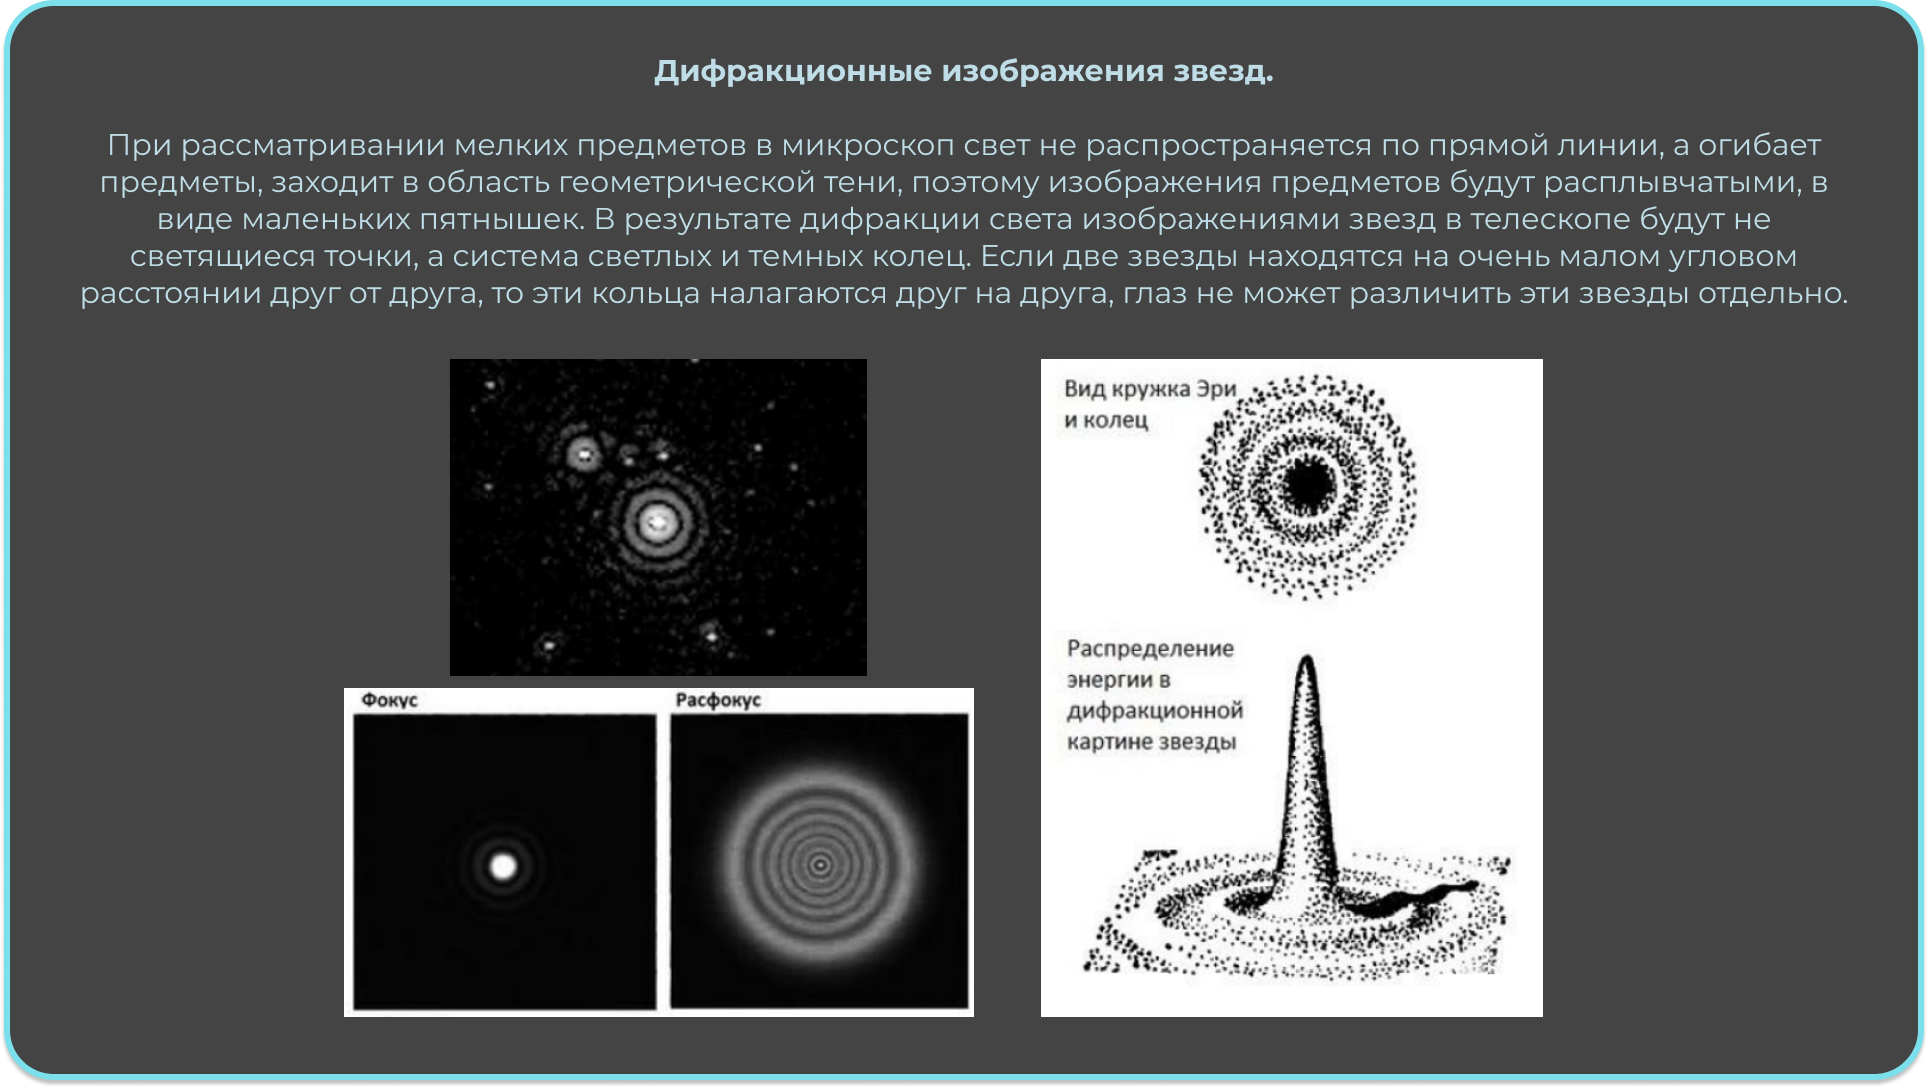 Дифракционные изображения звезд.
При рассматривании мелких предметов в микроскоп свет не распространяется по прямой линии, а огибает
предметы, заходит в область геометрической тени, поэтому изображения предметов будут расплывчатыми, в
виде маленьких пятнышек. В результате дифракции света изображениями звезд в телескопе будут не
светящиеся точки, а система светлых и темных колец. Если две звезды находятся на очень малом угловом
расстоянии друг от друга, то эти кольца налагаются друг на друга, глаз не может различить эти звезды отдельно.
Фокус
Расфокус
Вид кружка Эри
и колец
Распределение
энергии в
дифракционной
картине звезды